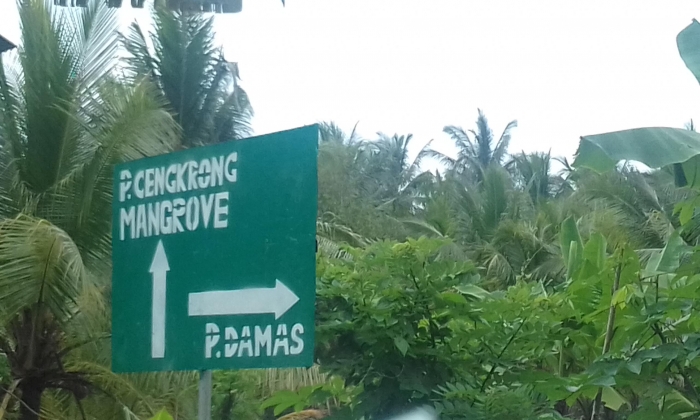 P. CENGKRONG
MANGROVE
P. DAMAS